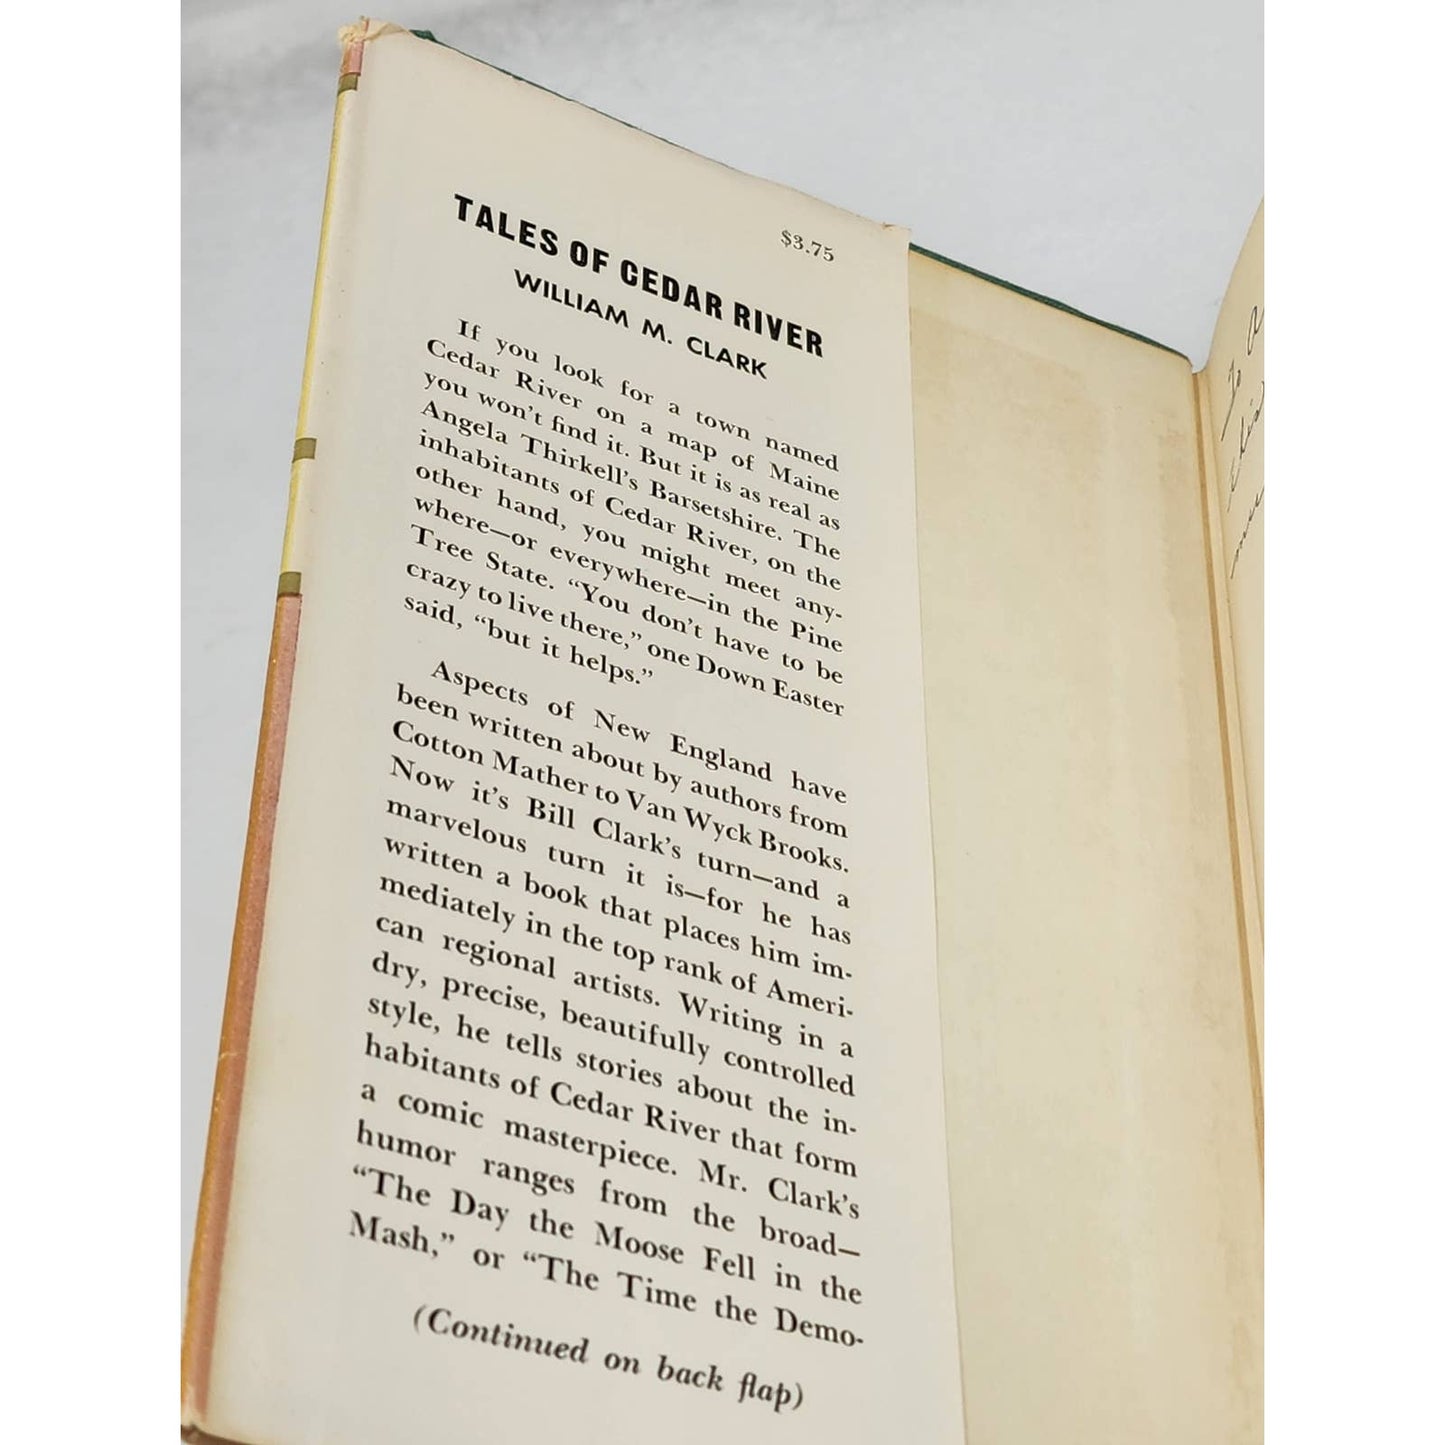 $3.75
TALES OF CEDAR RIVER
WILLIAM M. CLARK
If you look for a town named
Cedar River on a map of Maine
you won't find it. But it is as real as
Angela Thirkell's Barsetshire. The
inhabitants of Cedar River, on the
other hand, you might meet any-
where—or everywhere—in the Pine
Tree State. “You don't have to be
crazy to live there,” one Down Easter
said, “but it helps.”
Aspects of New England have
been written about by authors from
Cotton Mather to Van Wyck Brooks.
Now it's Bill Clark's turn—and a
marvelous turn it is—for he has
written a book that places him im-
mediately in the top rank of Ameri-
can regional artists. Writing in a
dry, precise, beautifully controlled
style, he tells stories about the in-
habitants of Cedar River that form
a comic masterpiece. Mr. Clark's
humor ranges from the broad—
“The Day the Moose Fell in the
Mash,” or “The Time the Demo-
(Continued on back flap)
To a